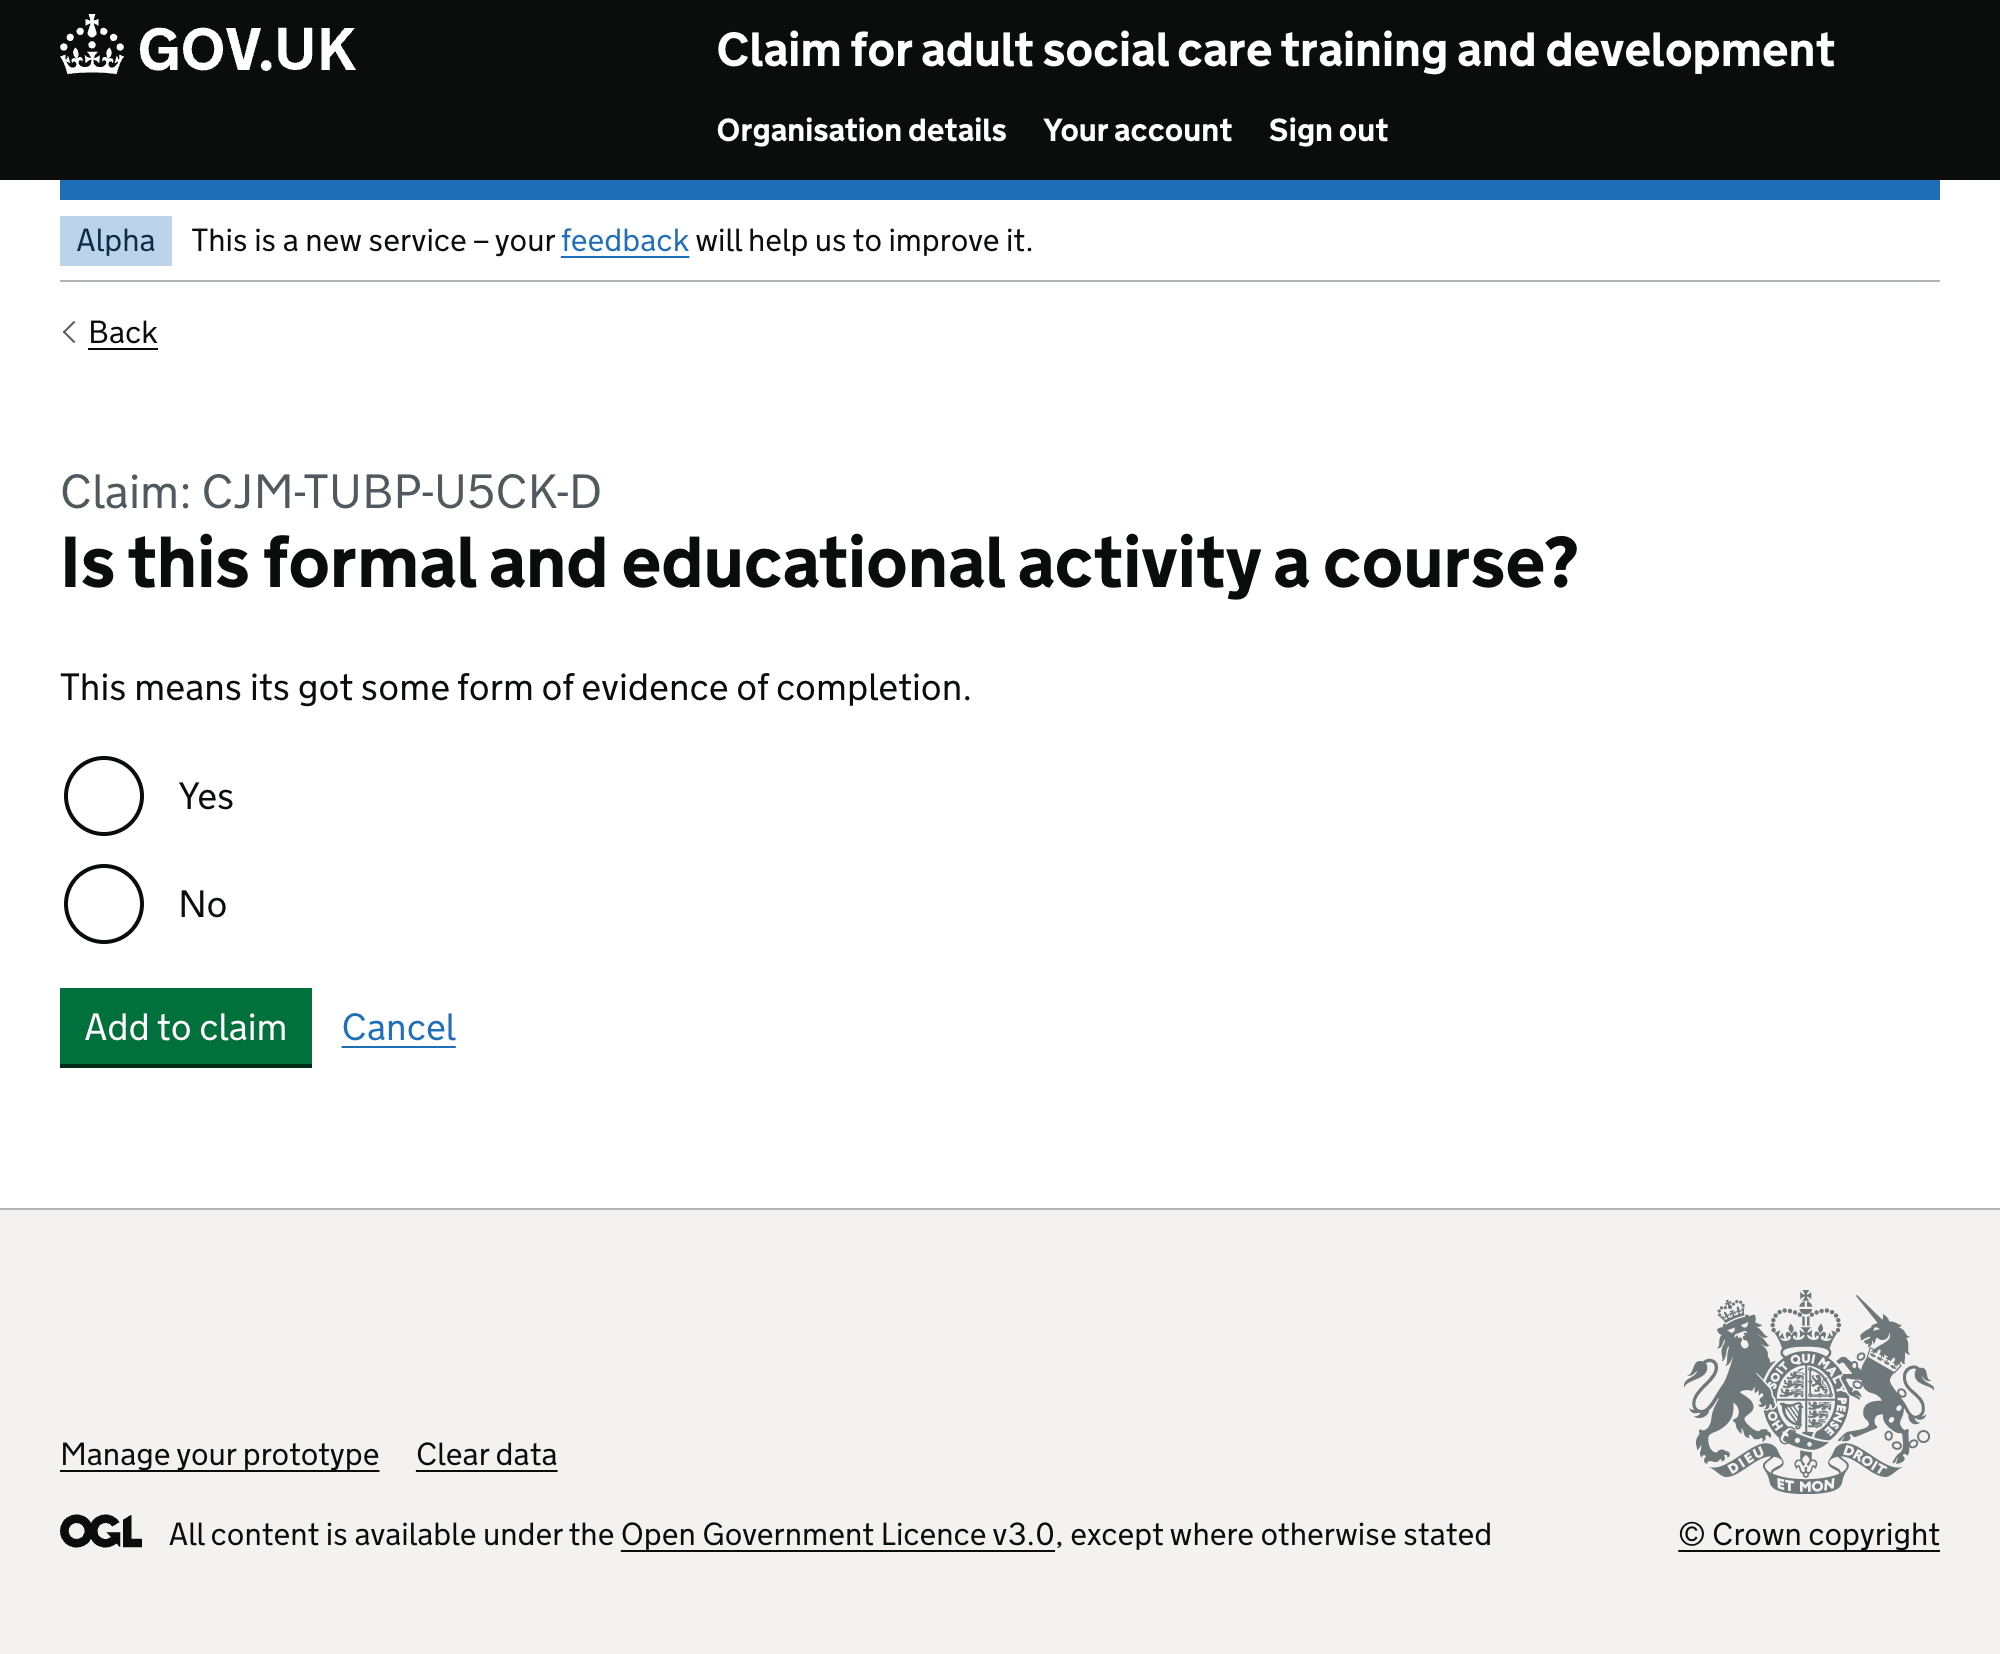 GOV.UK
Claim for adult social care training and development
Organisation details Your account Sign out
Alpha This is a new service – your feedback will help us to improve it.
Back
Claim: CJM-TUBP-U5CK-D
Is this formal and educational activity a course?
This means its got some form of evidence of completion.
Yes
No
Add to claim Cancel
Manage your prototype Clear data
OGL All content is available under the Open Government Licence v3.0, except where otherwise stated
SOIT QUI MAL Y PENSE
DIEU ET MON DROIT
© Crown copyright